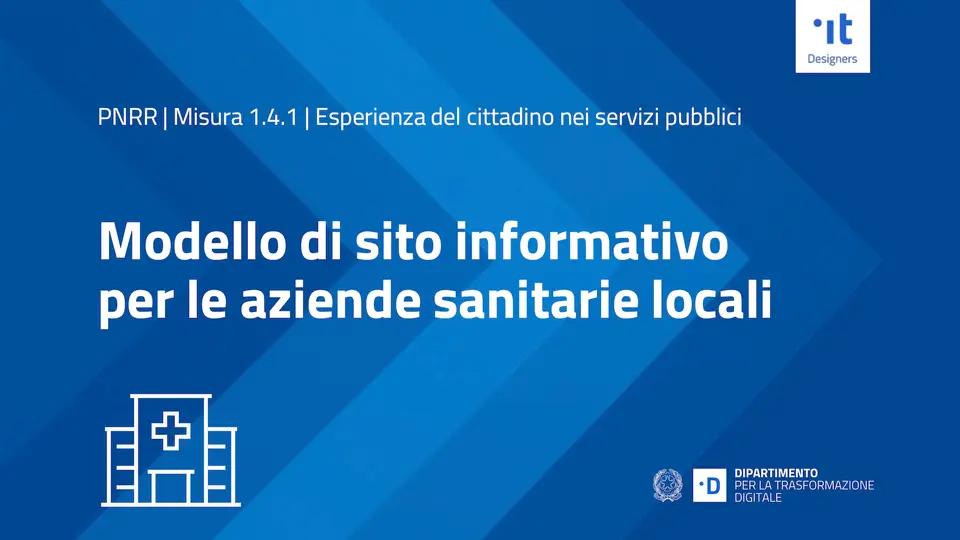 ·it
Designers
PNRR | Misura 1.4.1 | Esperienza del cittadino nei servizi pubblici
Modello di sito informativo
per le aziende sanitarie locali
·D
DIPARTIMENTO
PER LA TRASFORMAZIONE
DIGITALE